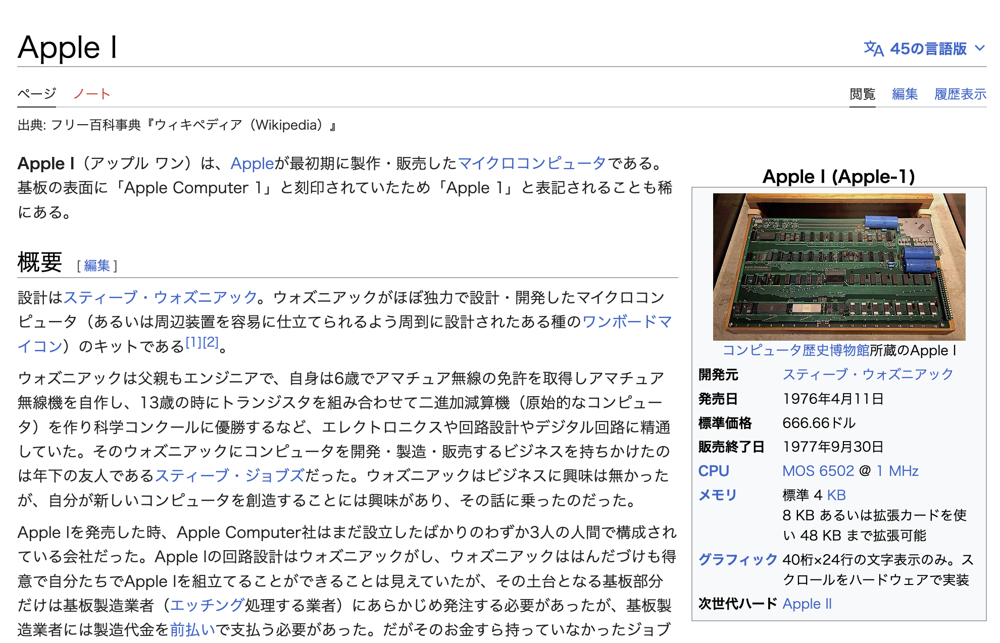 Apple I
文A 45の言語版
ページ ノート
閲覧 編集 履歴表示
出典: フリー百科事典『ウィキペディア（Wikipedia）』
Apple I（アップル ワン）は、Appleが最初期に製作・販売したマイクロコンピュータである。
基板の表面に「Apple Computer 1」と刻印されていたため「Apple 1」と表記されることも稀
にある。
概要 [ 編集 ]
設計はスティーブ・ウォズニアック。ウォズニアックがほぼ独力で設計・開発したマイクロコン
ピュータ（あるいは周辺装置を容易に仕立てられるよう周到に設計されたある種のワンボードマ
イコン）のキットである[1][2]。
ウォズニアックは父親もエンジニアで、自身は6歳でアマチュア無線の免許を取得しアマチュア
無線機を自作し、13歳の時にトランジスタを組み合わせて二進加減算機（原始的なコンピュー
タ）を作り科学コンクールに優勝するなど、エレクトロニクスや回路設計やデジタル回路に精通
していた。そのウォズニアックにコンピュータを開発・製造・販売するビジネスを持ちかけたの
は年下の友人であるスティーブ・ジョブズだった。ウォズニアックはビジネスに興味は無かった
が、自分が新しいコンピュータを創造することには興味があり、その話に乗ったのだった。
Apple Iを発売した時、Apple Computer社はまだ設立したばかりのわずか3人の人間で構成され
ている会社だった。Apple Iの回路設計はウォズニアックがし、ウォズニアックははんだづけも得
意で自分たちでApple Iを組立てることができることは見えていたが、その土台となる基板部分
だけは基板製造業者（エッチング処理する業者）にあらかじめ発注する必要があったが、基板製
造業者には製造代金を前払いで支払う必要があった。だがそのお金すら持っていなかったジョブ
Apple I (Apple-1)
Apple Computer 1
1 2 3 4 5 6 7 8 9 10 11 12 13 14 15 16 17 18
コンピュータ歴史博物館所蔵のApple I
開発元 スティーブ・ウォズニアック
発売日 1976年4月11日
標準価格 666.66ドル
販売終了日 1977年9月30日
CPU MOS 6502 @ 1 MHz
メモリ 標準 4 KB
8 KB あるいは拡張カードを使
い 48 KB まで拡張可能
グラフィック 40桁×24行の文字表示のみ。ス
クロールをハードウェアで実装
次世代ハード Apple II